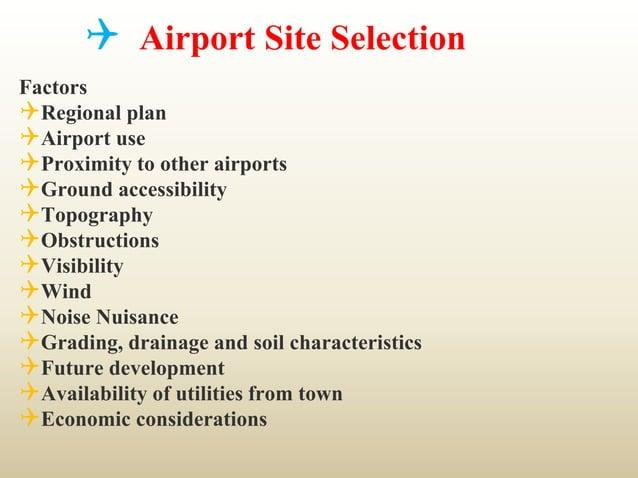 Airport Site Selection
Factors
Regional plan
Airport use
Proximity to other airports
Ground accessibility
Topography
Obstructions
Visibility
Wind
Noise Nuisance
Grading, drainage and soil characteristics
Future development
Availability of utilities from town
Economic considerations